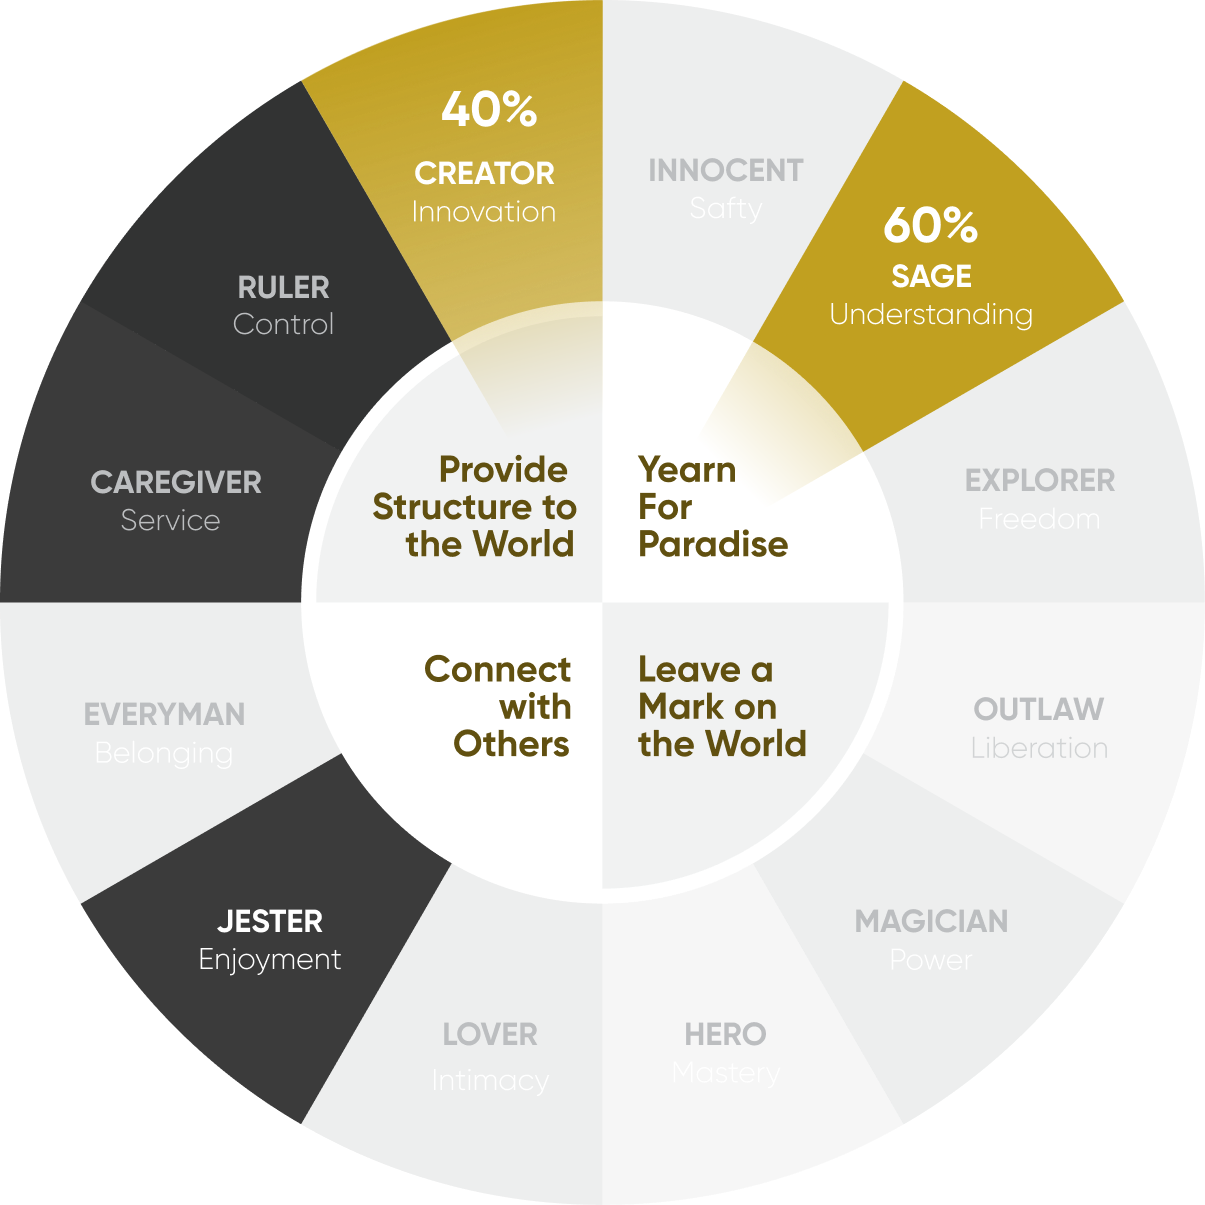 40%
CREATOR
Innovation
INNOCENT
Safty
60%
SAGE
Understanding
EXPLORER
Freedom
OUTLAW
Liberation
MAGICIAN
Power
HERO
Mastery
LOVER
Intimacy
JESTER
Enjoyment
EVERYMAN
Belonging
CAREGIVER
Service
RULER
Control
Provide
Structure to
the World
Yearn
For
Paradise
Connect
with
Others
Leave a
Mark on
the World